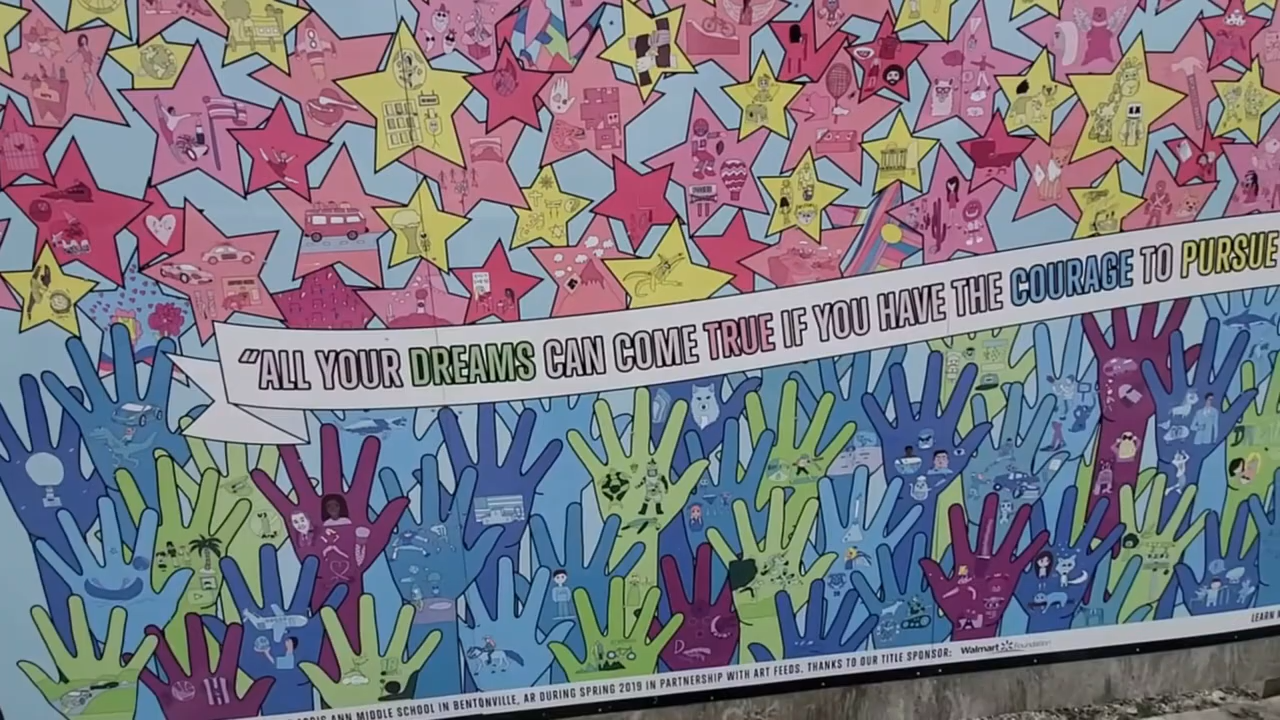 “ALL YOUR DREAMS CAN COME TRUE IF YOU HAVE THE COURAGE TO PURSUE
ANN MIDDLE SCHOOL IN BENTONVILLE, AR DURING SPRING 2019 IN PARTNERSHIP WITH ART FEEDS. THANKS TO OUR TITLE SPONSOR: Walmart Foundation
LEARN